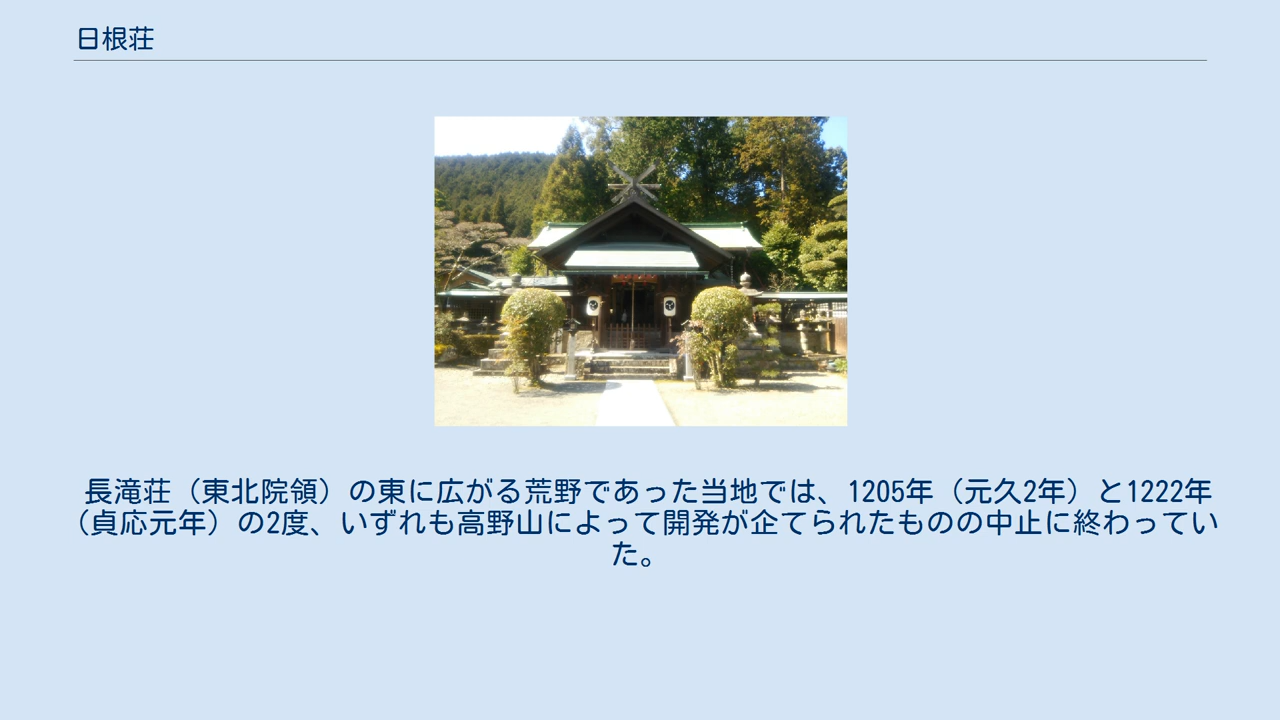 日根荘
長滝荘（東北院領）の東に広がる荒野であった当地では、1205年（元久2年）と1222年
（貞応元年）の2度、いずれも高野山によって開発が企てられたものの中止に終わってい
た。